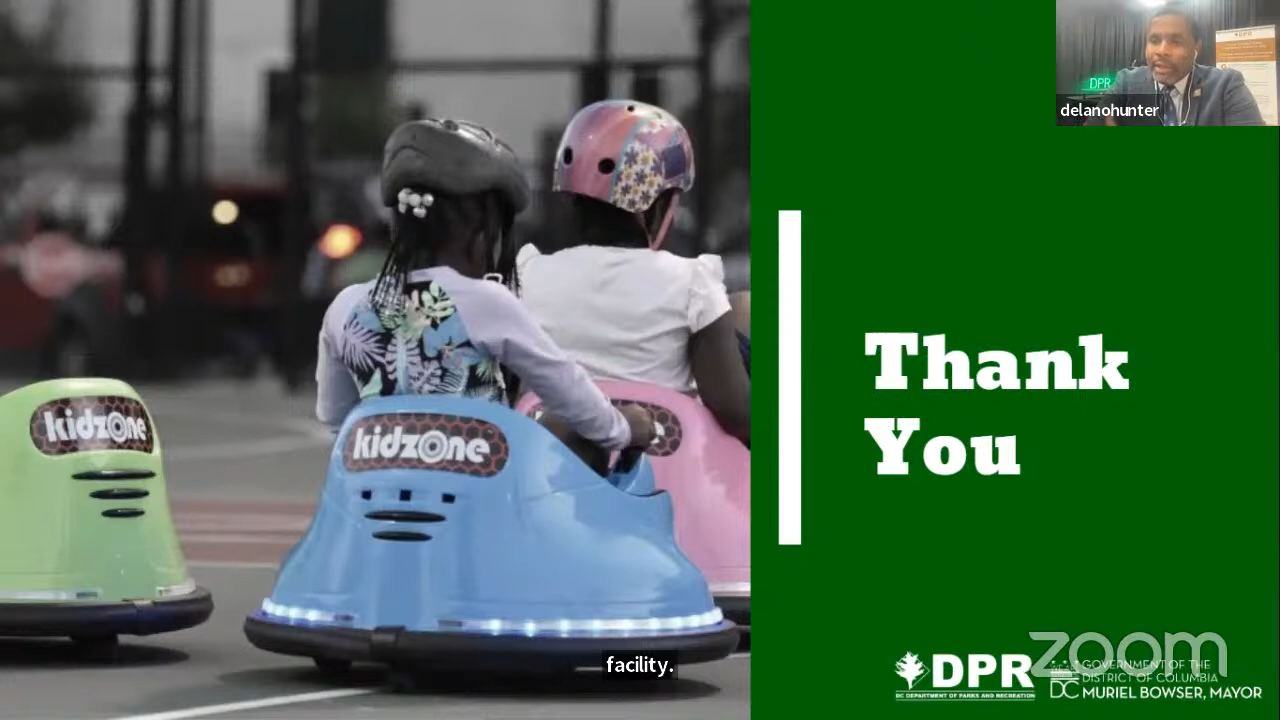 DPR
delanohunter
kidzone
kidzone
Thank
You
facility.
zoom
DPR
DC DEPARTMENT OF PARKS AND RECREATION
GOVERNMENT OF THE
DISTRICT OF COLUMBIA
DC MURIEL BOWSER, MAYOR